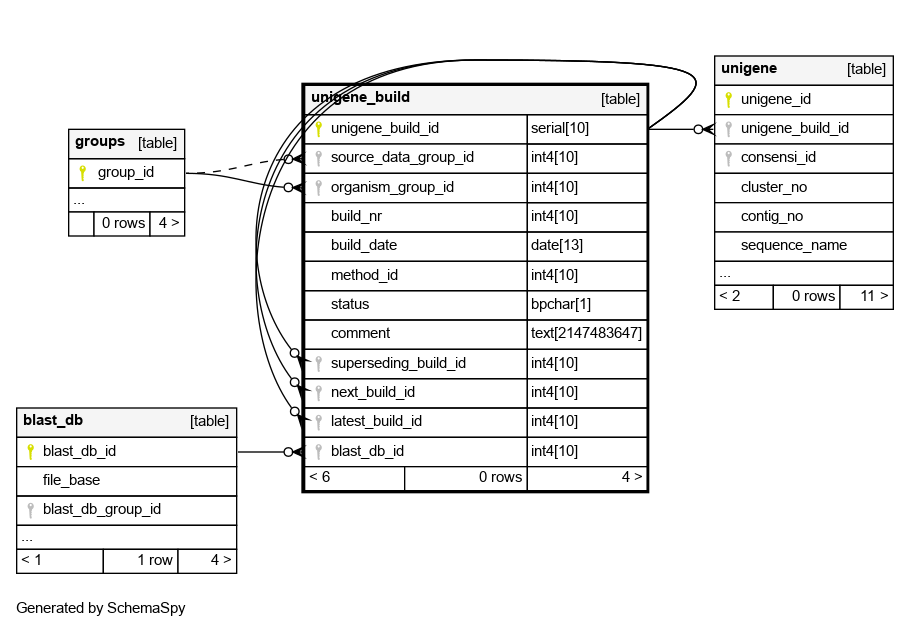 groups [table]
group_id
...
0 rows 4 >
blast_db [table]
blast_db_id
file_base
blast_db_group_id
...
< 1 1 row 4 >
unigene_build [table]
unigene_build_id serial[10]
source_data_group_id int4[10]
organism_group_id int4[10]
build_nr int4[10]
build_date date[13]
method_id int4[10]
status bpchar[1]
comment text[2147483647]
superseding_build_id int4[10]
next_build_id int4[10]
latest_build_id int4[10]
blast_db_id int4[10]
< 6 0 rows 4 >
unigene [table]
unigene_id
unigene_build_id
consensi_id
cluster_no
contig_no
sequence_name
...
< 2 0 rows 11 >
Generated by SchemaSpy